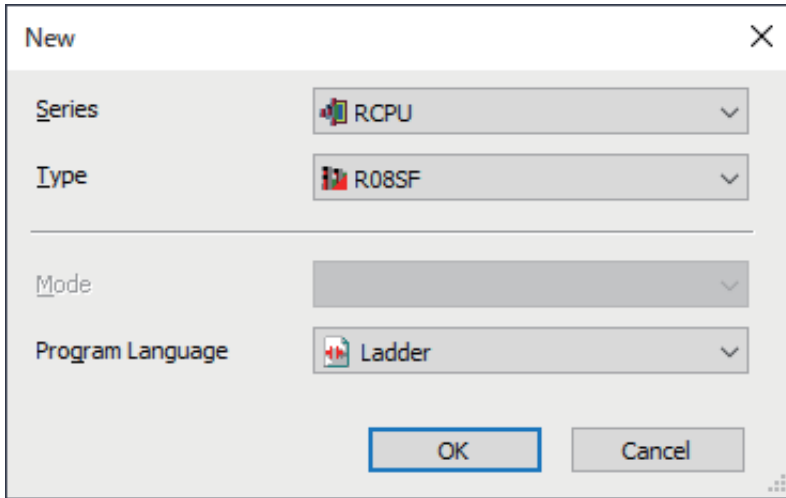 New
Series
RCPU
Type
R08SF
Mode
Program Language
Ladder
OK
Cancel